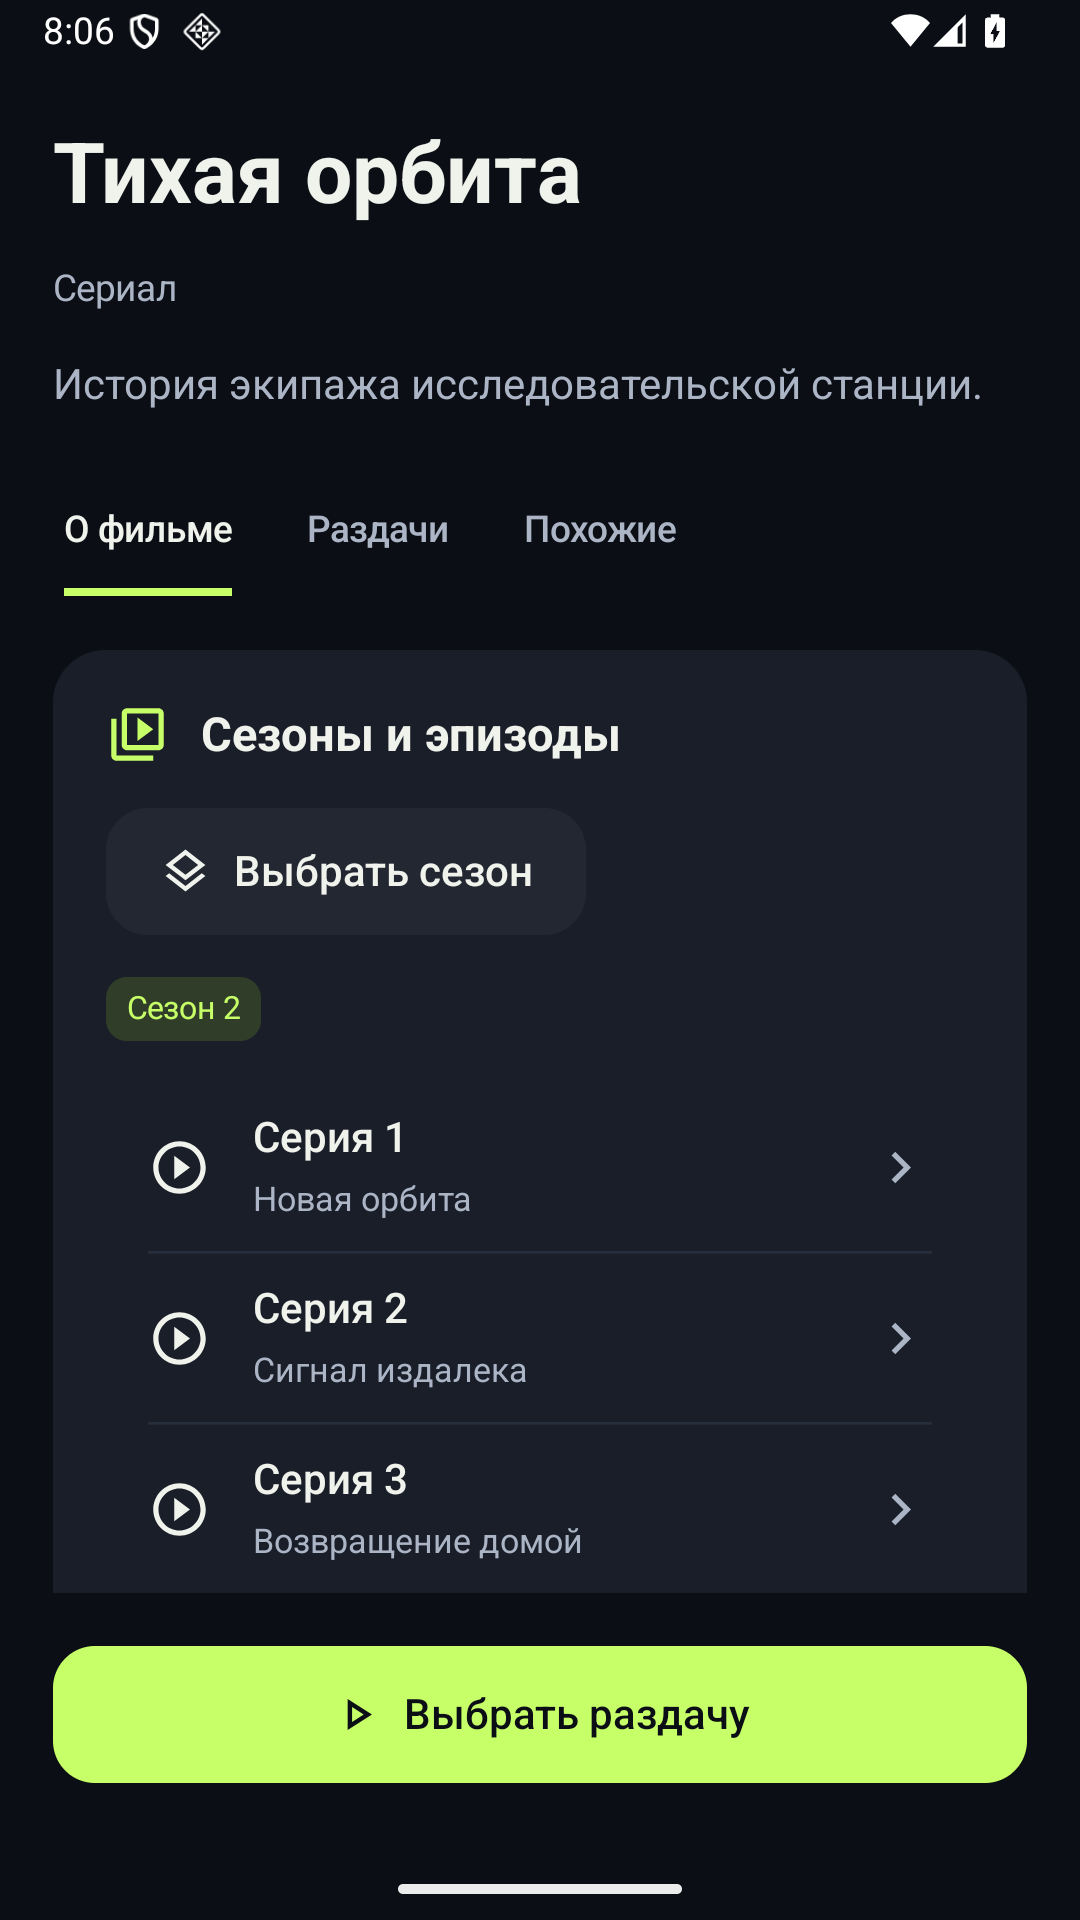 8:06
Тихая орбита
Сериал
История экипажа исследовательской станции.
О фильме Раздачи Похожие
Сезоны и эпизоды
Выбрать сезон
Сезон 2
Серия 1
Новая орбита
Серия 2
Сигнал издалека
Серия 3
Возвращение домой
Выбрать раздачу